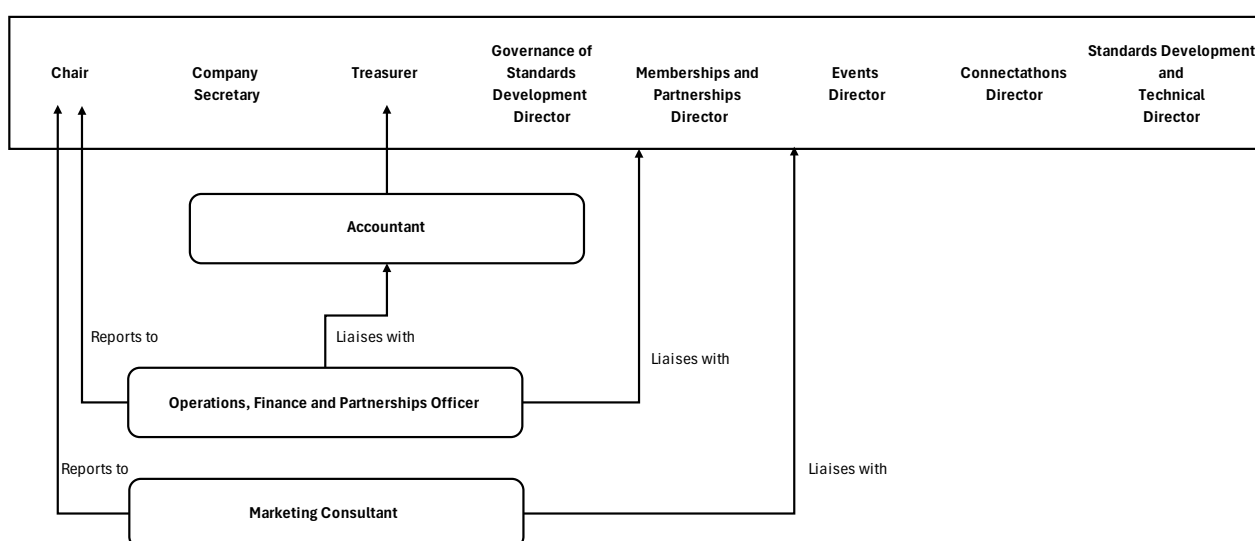 Chair
Company
Secretary
Treasurer
Governance of
Standards
Development
Director
Memberships and
Partnerships
Director
Events
Director
Connectathons
Director
Standards Development
and
Technical
Director
Accountant
Reports to
Liaises with
Liaises with
Operations, Finance and Partnerships Officer
Reports to
Liaises with
Marketing Consultant